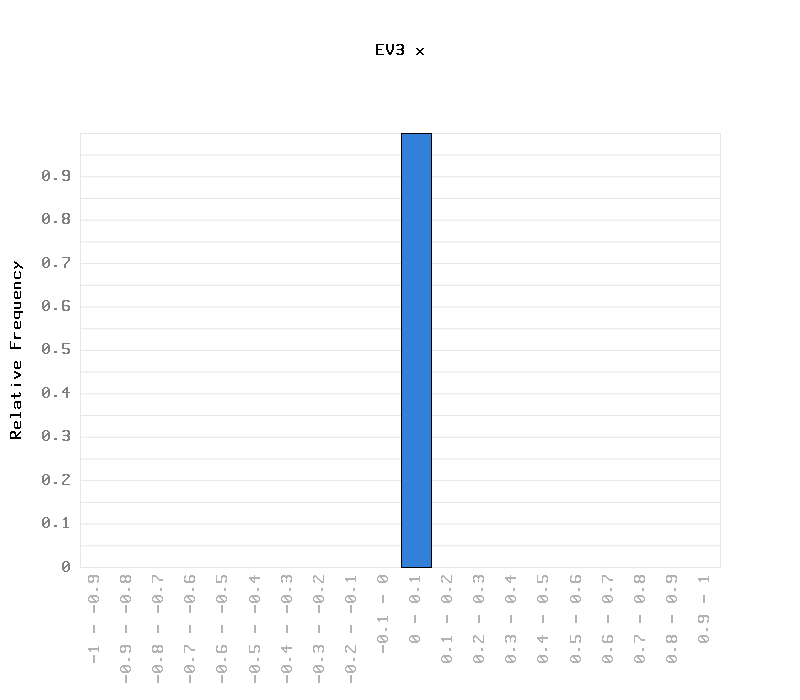 EV3 x
Relative Frequency
0.9
0.8
0.7
0.6
0.5
0.4
0.3
0.2
0.1
0
-1 - -0.9
-0.9 - -0.8
-0.8 - -0.7
-0.7 - -0.6
-0.6 - -0.5
-0.5 - -0.4
-0.4 - -0.3
-0.3 - -0.2
-0.2 - -0.1
-0.1 - 0
0 - 0.1
0.1 - 0.2
0.2 - 0.3
0.3 - 0.4
0.4 - 0.5
0.5 - 0.6
0.6 - 0.7
0.7 - 0.8
0.8 - 0.9
0.9 - 1